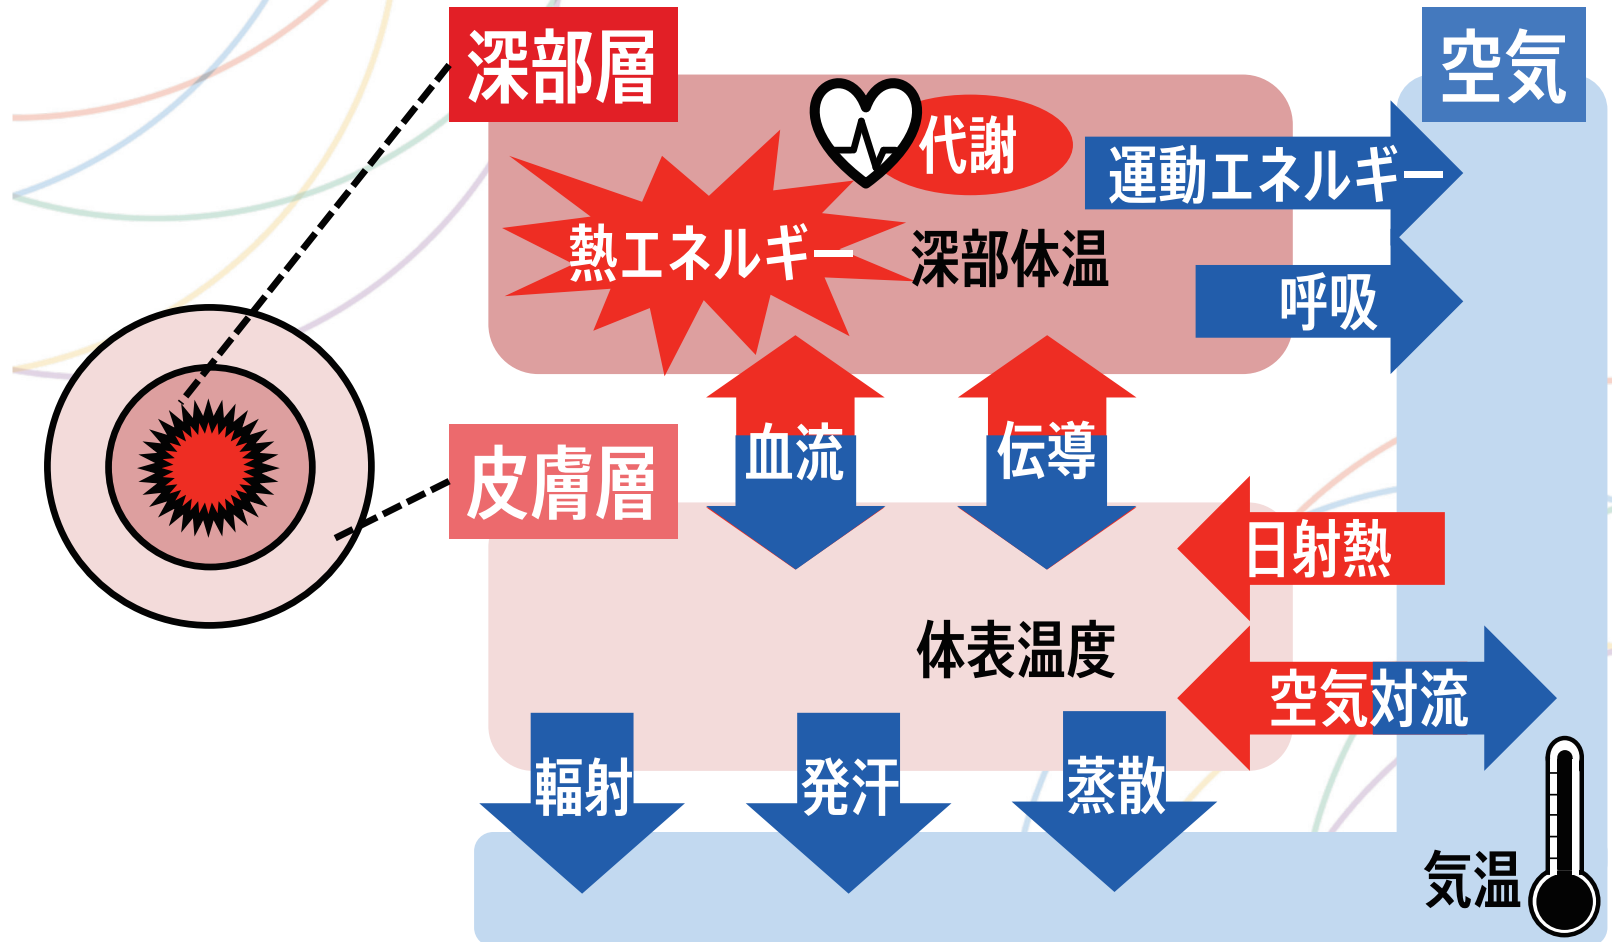 深部層
空気
代謝
運動エネルギー
熱エネルギー
深部体温
呼吸
血流
伝導
皮膚層
日射熱
体表温度
空気対流
輻射
発汗
蒸散
気温